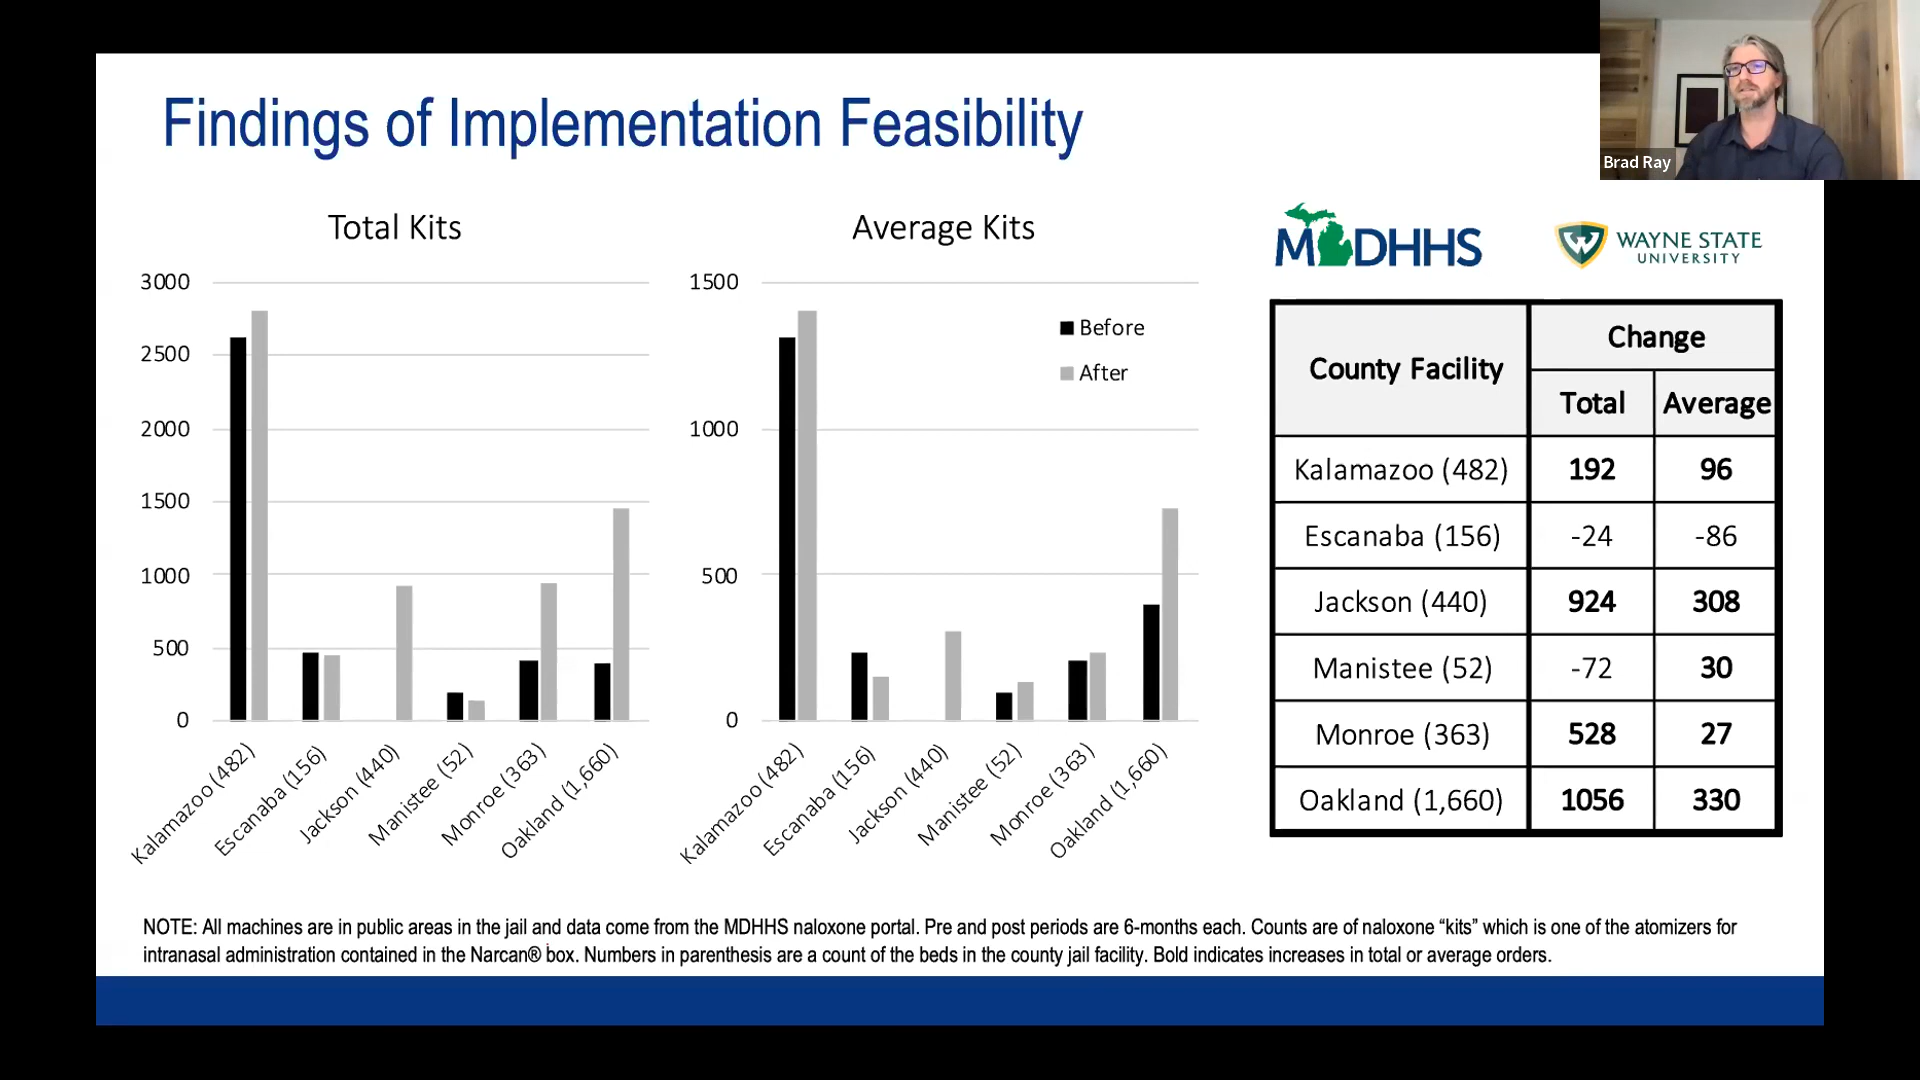 Findings of Implementation Feasibility
Brad Ray
Total Kits
3000
2500
2000
1500
1000
500
0
Kalamazoo (482)
Escanaba (156)
Jackson (440)
Manistee (52)
Monroe (363)
Oakland (1,660)
Average Kits
1500
1000
500
0
Before
After
Kalamazoo (482)
Escanaba (156)
Jackson (440)
Manistee (52)
Monroe (363)
Oakland (1,660)
MDHHS
WAYNE STATE
UNIVERSITY
County Facility Change
Total Average
Kalamazoo (482) 192 96
Escanaba (156) -24 -86
Jackson (440) 924 308
Manistee (52) -72 30
Monroe (363) 528 27
Oakland (1,660) 1056 330
NOTE: All machines are in public areas in the jail and data come from the MDHHS naloxone portal. Pre and post periods are 6-months each. Counts are of naloxone “kits” which is one of the atomizers for
intranasal administration contained in the Narcan® box. Numbers in parenthesis are a count of the beds in the county jail facility. Bold indicates increases in total or average orders.